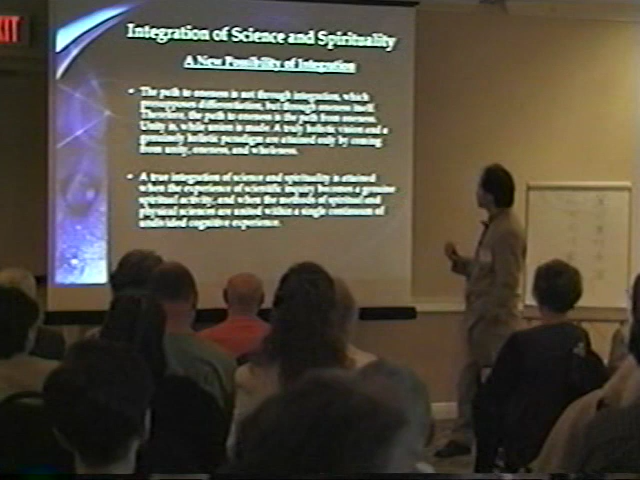 EXIT
Integration of Science and Spirituality
A New Possibility of Integration
• The path to oneness is not through integration, which
presupposes differentiation, but through oneness itself.
Therefore, the path to oneness is the path from oneness.
Unity is, while union is made. A truly holistic vision and a
genuinely holistic paradigm are attained only by coming
from unity, oneness, and wholeness.
• A true integration of science and spirituality is attained
when the experience of scientific inquiry becomes a genuine
spiritual activity, and when the methods of spiritual and
physical sciences are united within a single continuum of
undivided cognitive experience.